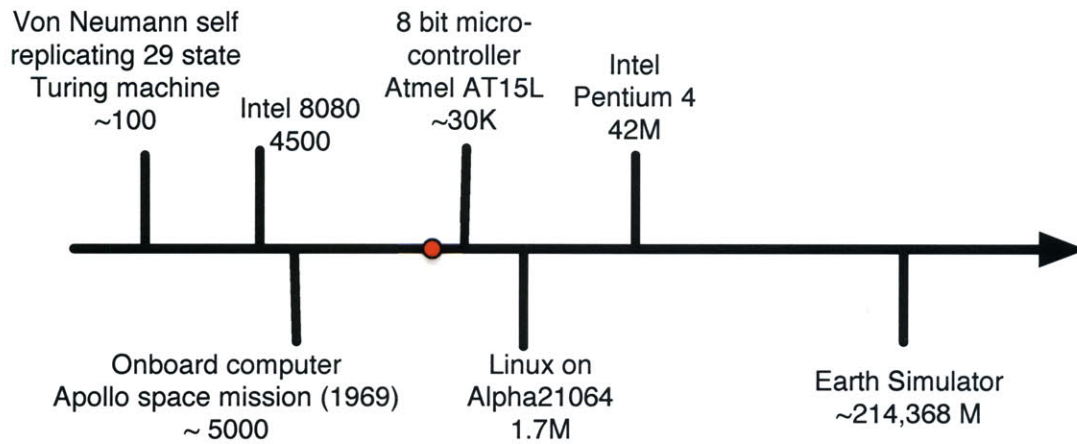 Von Neumann self
replicating 29 state
Turing machine
~100
Intel 8080
4500
8 bit micro-
controller
Atmel AT15L
~30K
Intel
Pentium 4
42M
Onboard computer
Apollo space mission (1969)
~ 5000
Linux on
Alpha21064
1.7M
Earth Simulator
~214,368 M